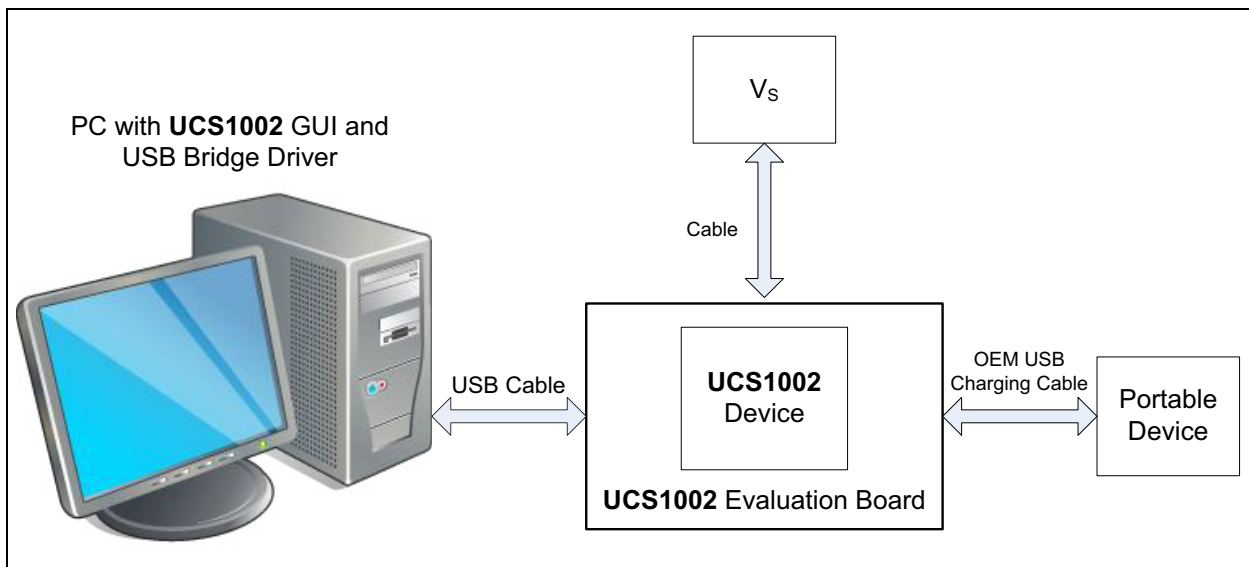 PC with UCS1002 GUI and
USB Bridge Driver
V_S
Cable
USB Cable
UCS1002
Device
UCS1002 Evaluation Board
OEM USB
Charging Cable
Portable
Device